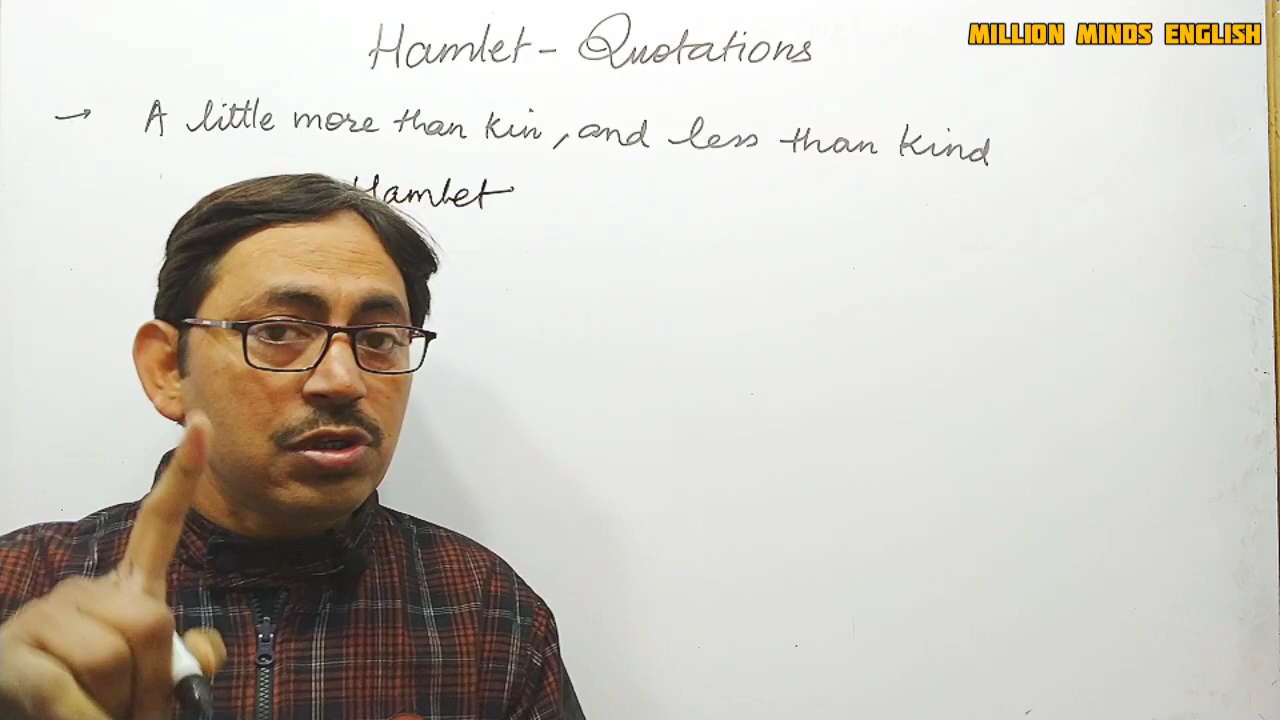 MILLION MINDS ENGLISH
Hamlet - Quotations
→ A little more than kin, and less than kind
Hamlet